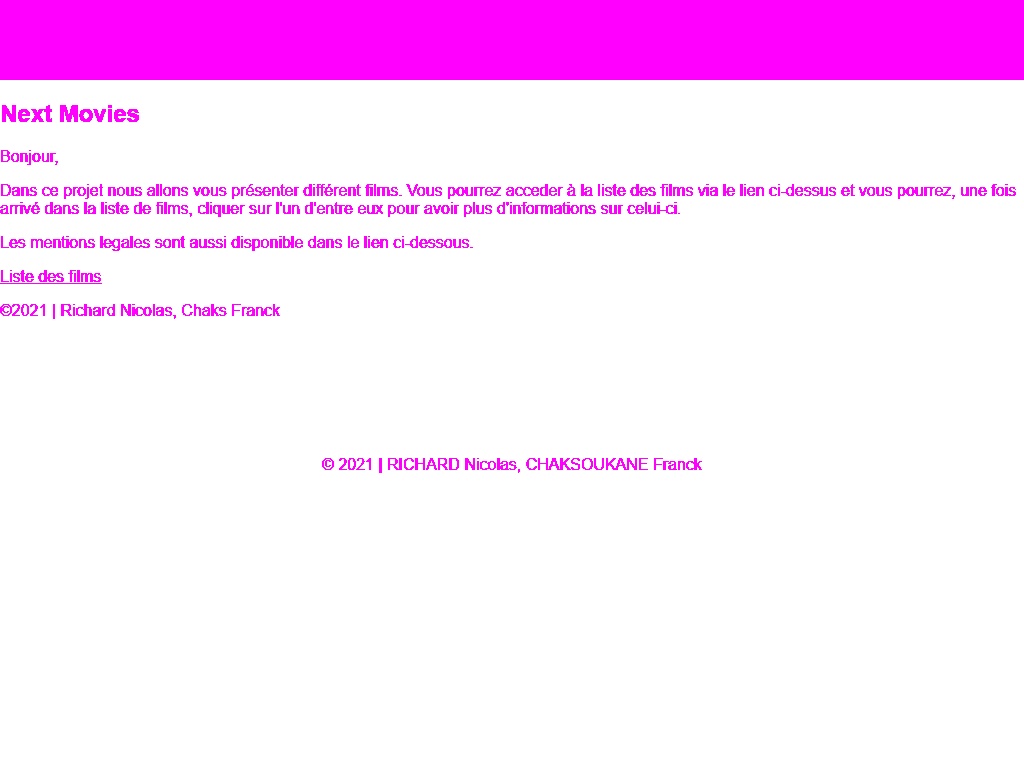 Next Movies
Bonjour,
Dans ce projet nous allons vous présenter différent films. Vous pourrez acceder à la liste des films via le lien ci-dessus et vous pourrez, une fois
arrivé dans la liste de films, cliquer sur l'un d'entre eux pour avoir plus d'informations sur celui-ci.
Les mentions legales sont aussi disponible dans le lien ci-dessous.
Liste des films
©2021 | Richard Nicolas, Chaks Franck
© 2021 | RICHARD Nicolas, CHAKSOUKANE Franck